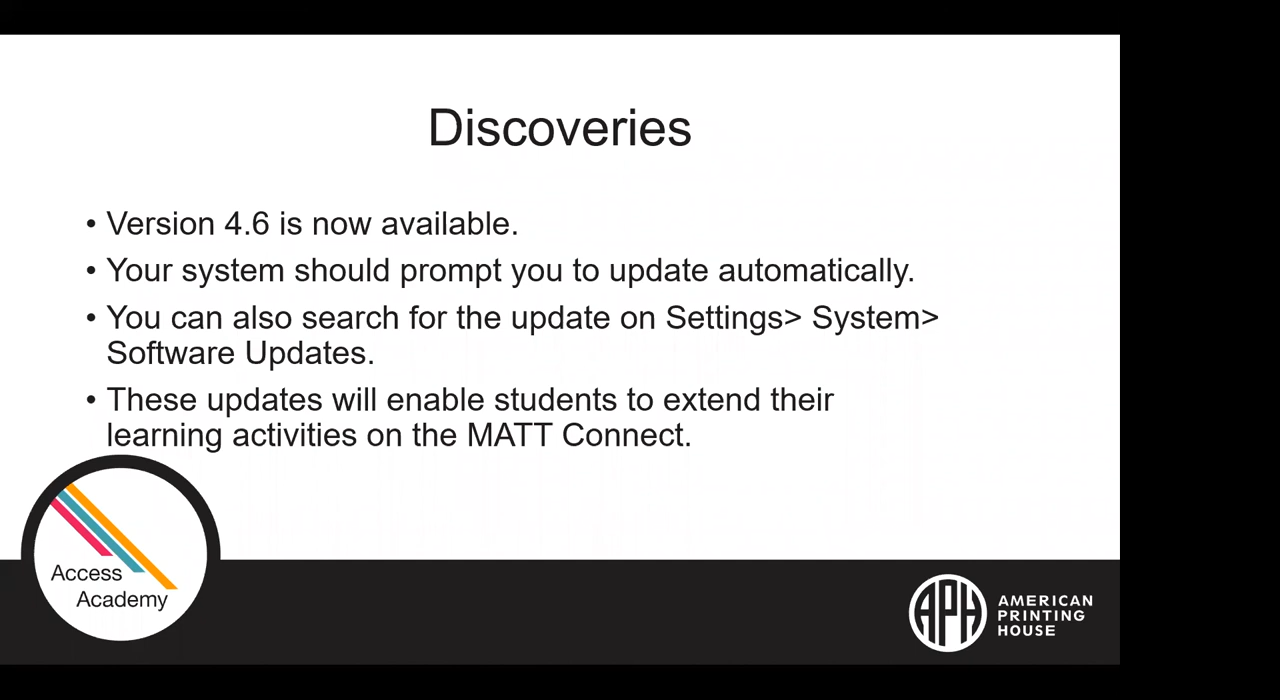 Discoveries
• Version 4.6 is now available.
• Your system should prompt you to update automatically.
• You can also search for the update on Settings> System>
Software Updates.
• These updates will enable students to extend their
learning activities on the MATT Connect.
Access
Academy
APH
AMERICAN
PRINTING
HOUSE